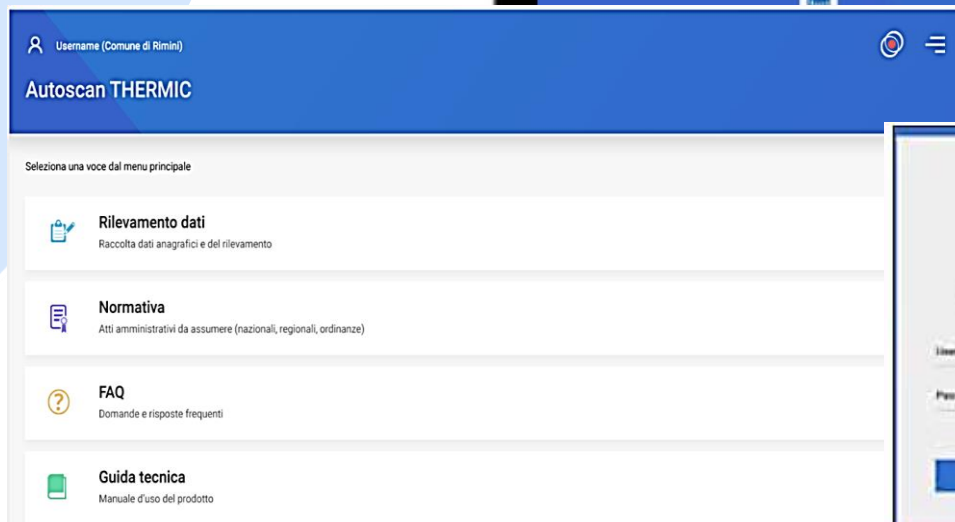 Username (Comune di Rimini)
Autoscan THERMIC
Seleziona una voce dal menu principale
Rilevamento dati
Raccolta dati anagrafici e del rilevamento
Normativa
Atti amministrativi da assumere (nazionali, regionali, ordinanze)
FAQ
Domande e risposte frequenti
Guida tecnica
Manuale d'uso del prodotto